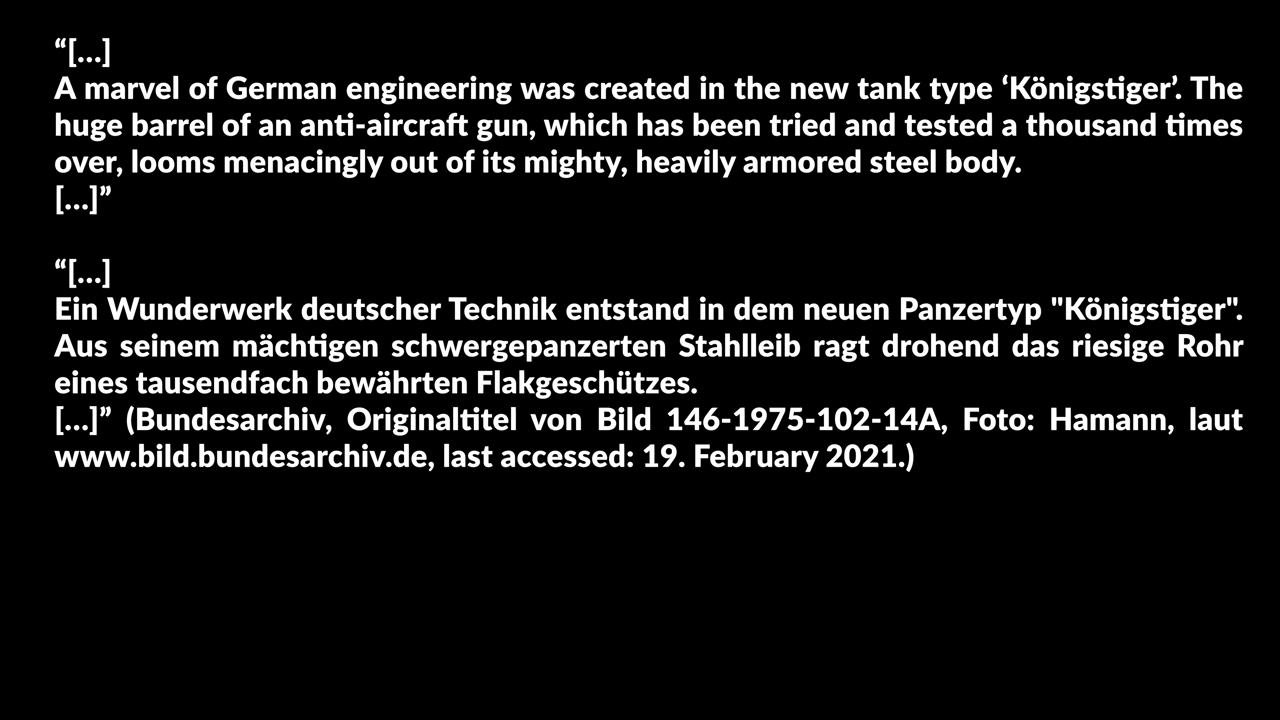 “[...]
A marvel of German engineering was created in the new tank type ‘Königstiger’. The
huge barrel of an anti-aircraft gun, which has been tried and tested a thousand times
over, looms menacingly out of its mighty, heavily armored steel body.
[...]”
“[...]
Ein Wunderwerk deutscher Technik entstand in dem neuen Panzertyp "Königstiger".
Aus seinem mächtigen schwergepanzerten Stahlleib ragt drohend das riesige Rohr
eines tausendfach bewährten Flakgeschützes.
[...]” (Bundesarchiv, Originaltitel von Bild 146-1975-102-14A, Foto: Hamann, laut
www.bild.bundesarchiv.de, last accessed: 19. February 2021.)